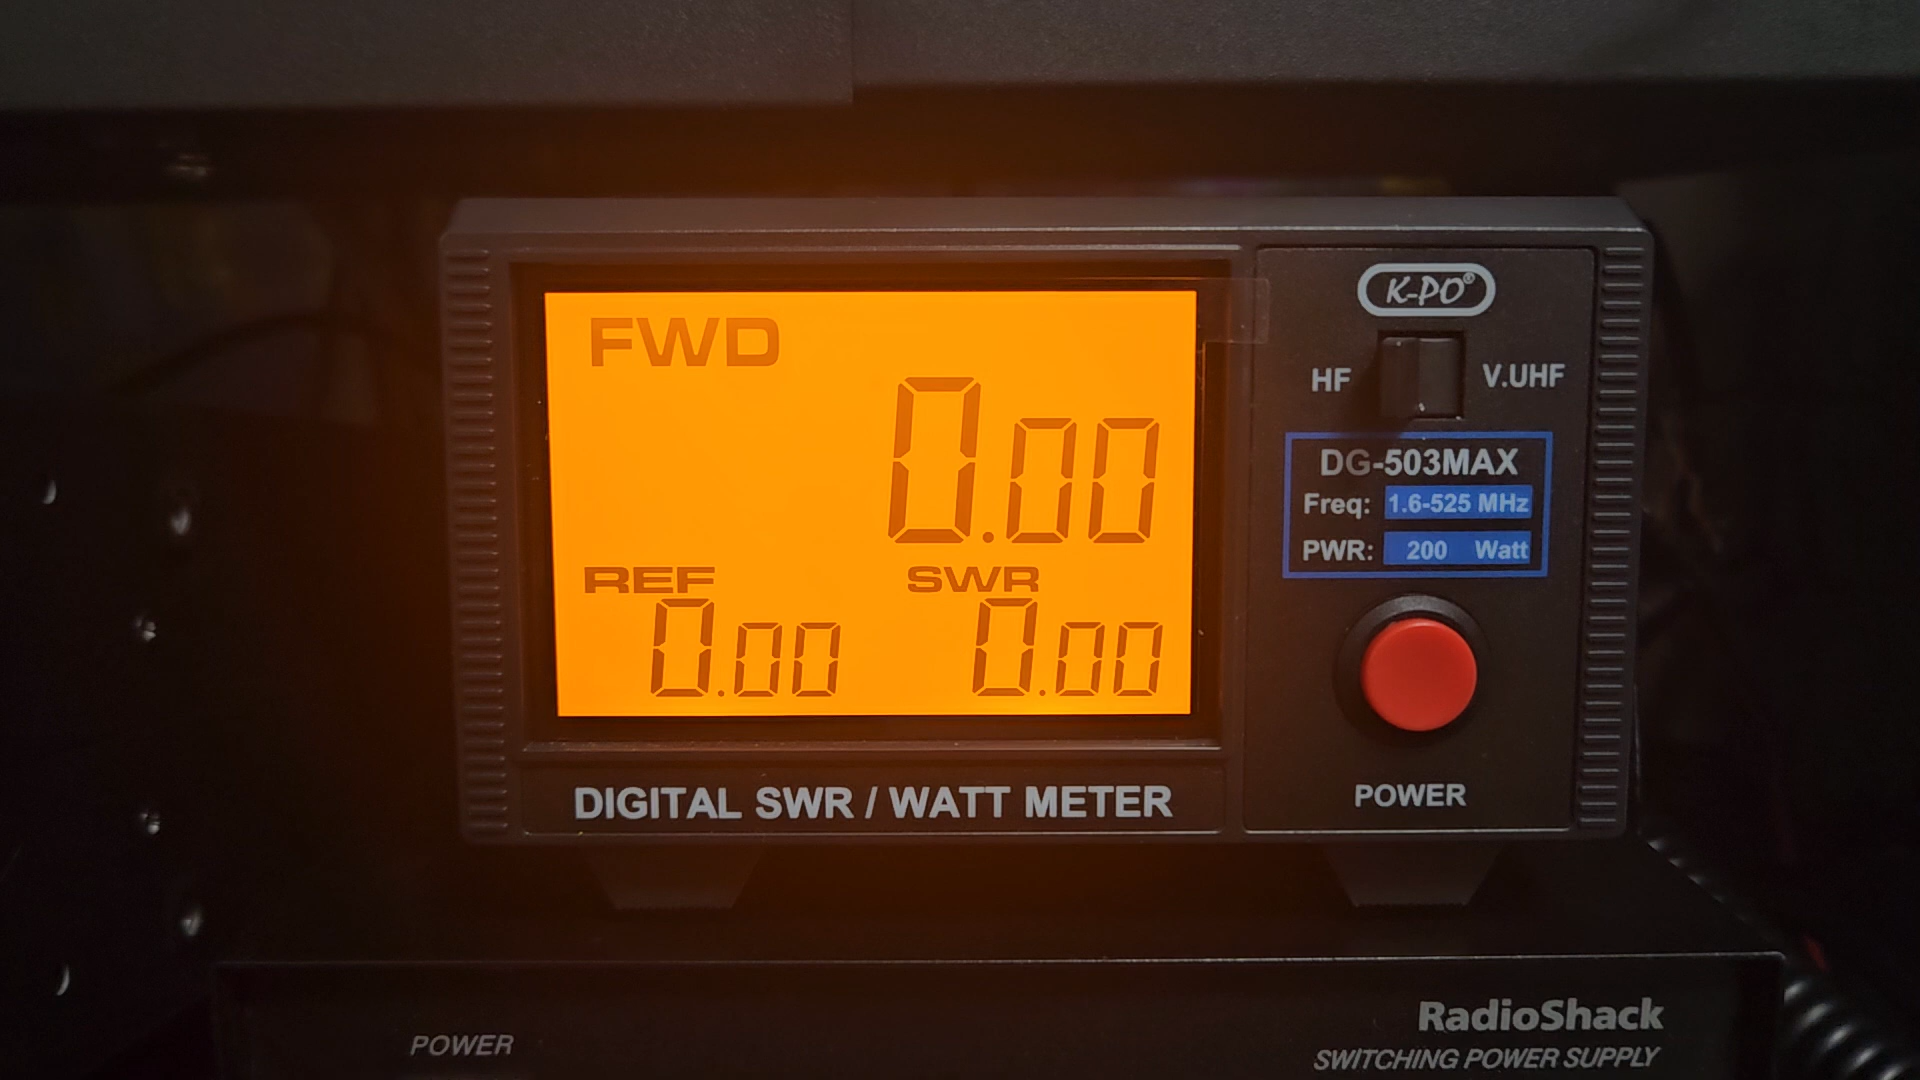 FWD
0.00
REF
0.00
SWR
0.00
DIGITAL SWR / WATT METER
K-PO®
HF
V.UHF
DG-503MAX
Freq: 1.6-525 MHz
PWR: 200 Watt
POWER
POWER
RadioShack
SWITCHING POWER SUPPLY